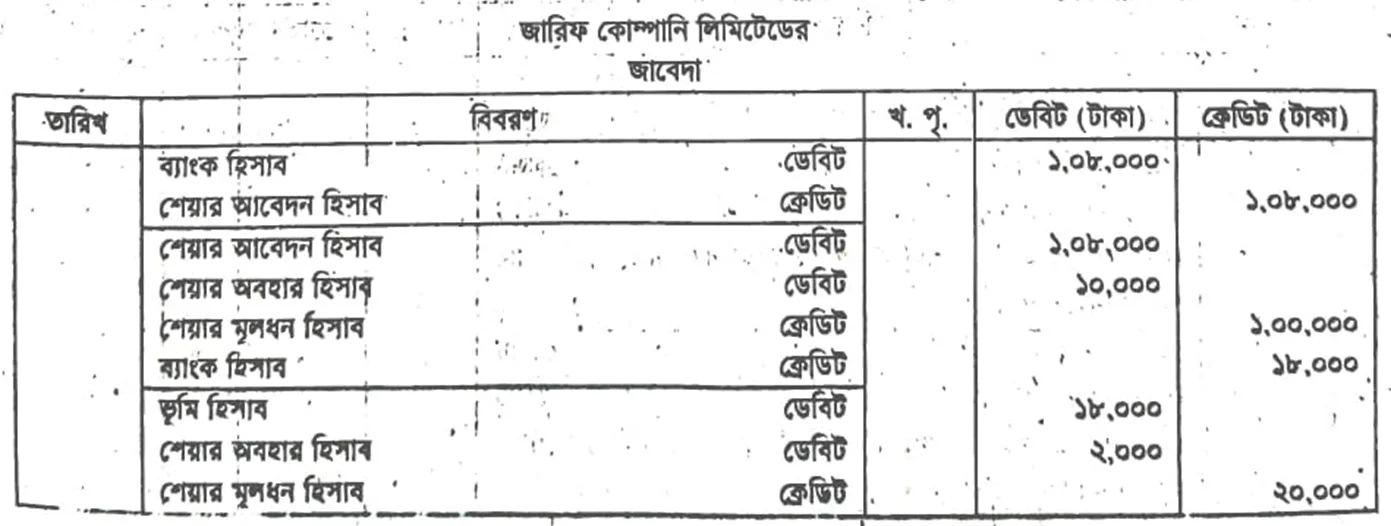 জারিফ কোম্পানি লিমিটেডের
জাবেদা
তারিখ বিবরণ খ. পৃ. ডেবিট (টাকা) ক্রেডিট (টাকা)
ব্যাংক হিসাব ডেবিট ১,০৮,০০০
শেয়ার আবেদন হিসাব ক্রেডিট ১,০৮,০০০
শেয়ার আবেদন হিসাব ডেবিট ১,০৮,০০০
শেয়ার অবহার হিসাব ডেবিট ১০,০০০
শেয়ার মূলধন হিসাব ক্রেডিট ১,০০,০০০
ব্যাংক হিসাব ক্রেডিট ১৮,০০০
ভূমি হিসাব ডেবিট ১৮,০০০
শেয়ার অবহার হিসাব ডেবিট ২,০০০
শেয়ার মূলধন হিসাব ক্রেডিট ২০,০০০